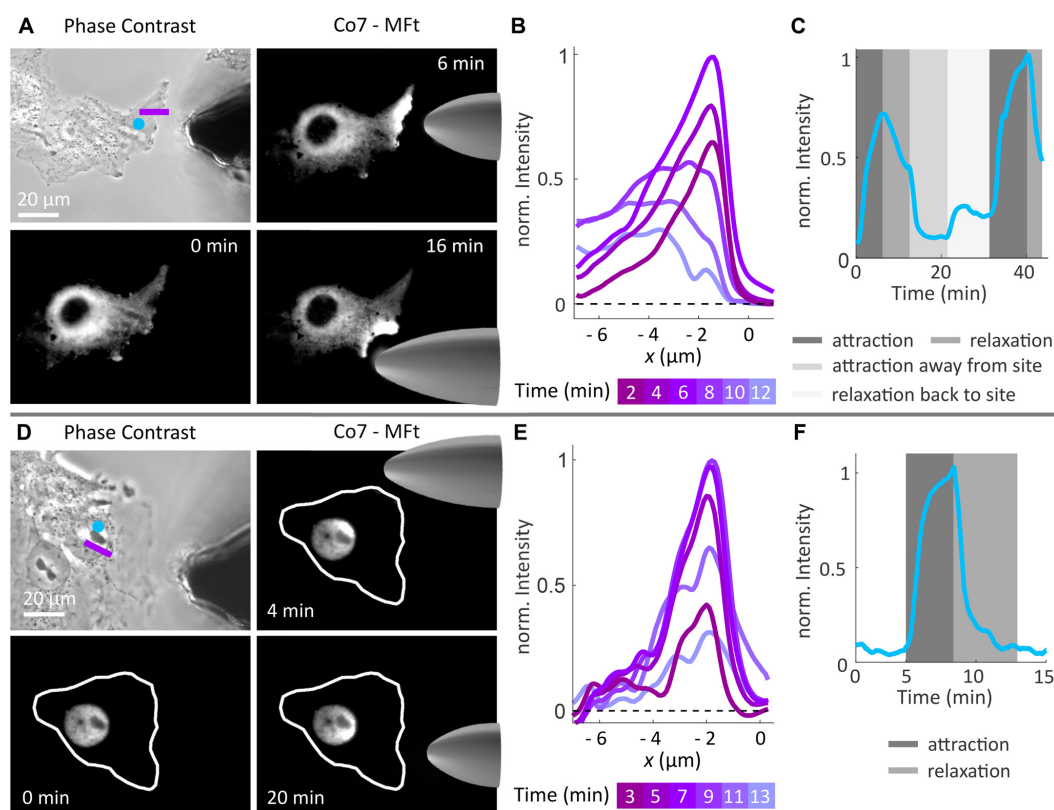 A
Phase Contrast
Co7 - MFt
20 µm
6 min
0 min
16 min
B
norm. Intensity
1
0.5
0
- 6
- 4
- 2
0
x (µm)
Time (min) 2 4 6 8 10 12
C
norm. Intensity
1
0.5
0
0
20
40
Time (min)
attraction
relaxation
attraction away from site
relaxation back to site
D
Phase Contrast
Co7 - MFt
20 µm
4 min
0 min
20 min
E
norm. Intensity
1
0.5
0
- 6
- 4
- 2
0
x (µm)
Time (min) 3 5 7 9 11 13
F
norm. Intensity
1
0.5
0
0
5
10
15
Time (min)
attraction
relaxation